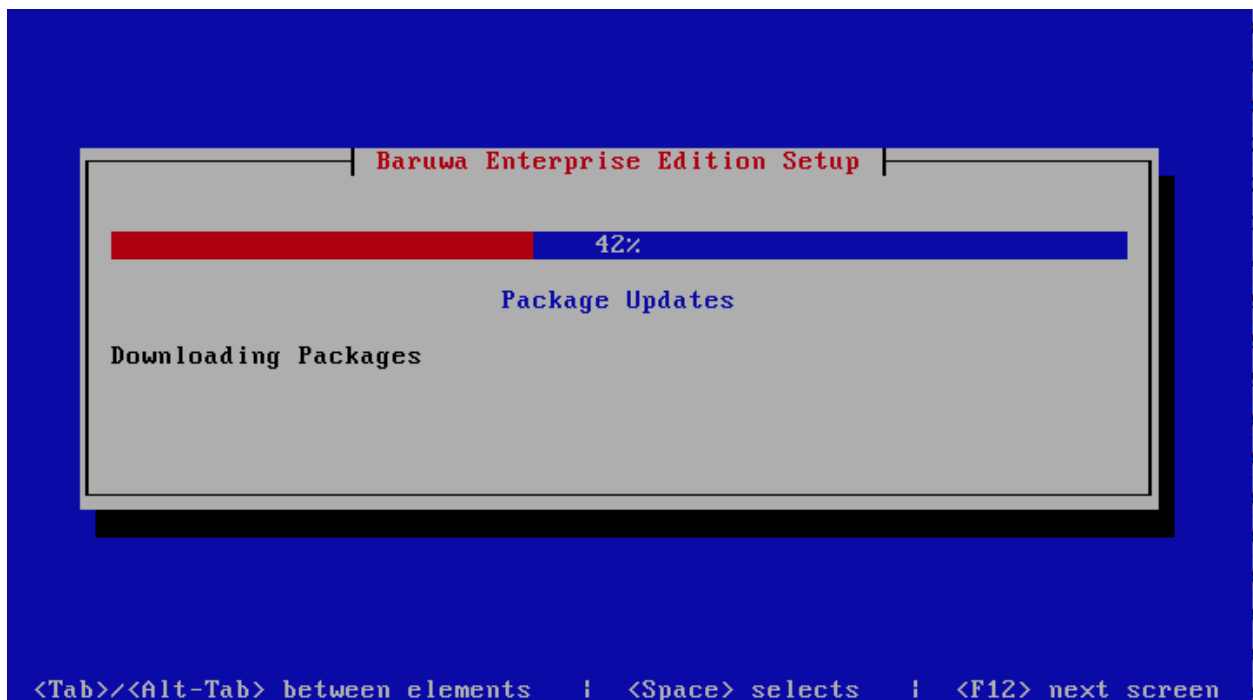 Baruwa Enterprise Edition Setup
42%
Package Updates
Downloading Packages
<Tab>/<Alt-Tab> between elements | <Space> selects | <F12> next screen